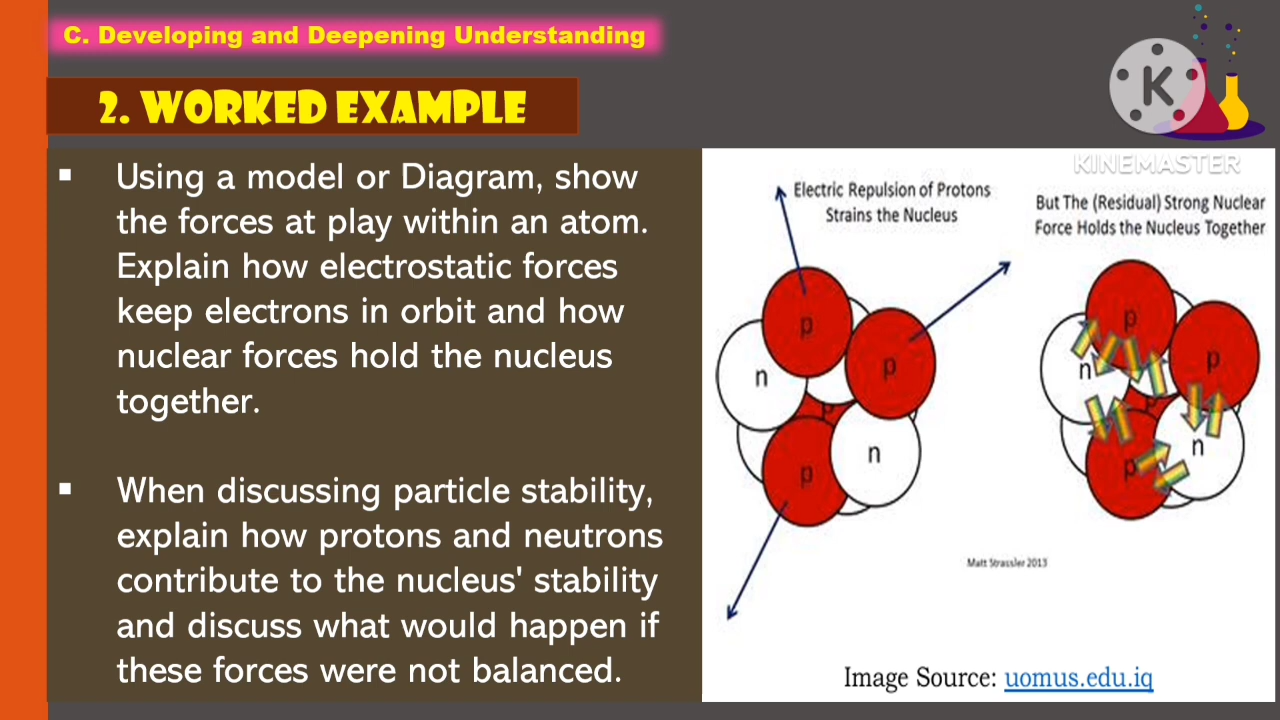 C. Developing and Deepening Understanding
2. WORKED EXAMPLE
K
KINEMASTER
▪ Using a model or Diagram, show
the forces at play within an atom.
Explain how electrostatic forces
keep electrons in orbit and how
nuclear forces hold the nucleus
together.
▪ When discussing particle stability,
explain how protons and neutrons
contribute to the nucleus' stability
and discuss what would happen if
these forces were not balanced.
Electric Repulsion of Protons
Strains the Nucleus
p
p
n
p
n
p
But The (Residual) Strong Nuclear
Force Holds the Nucleus Together
p
p
n
p
n
p
Matt Strassler 2013
Image Source: uomus.edu.iq